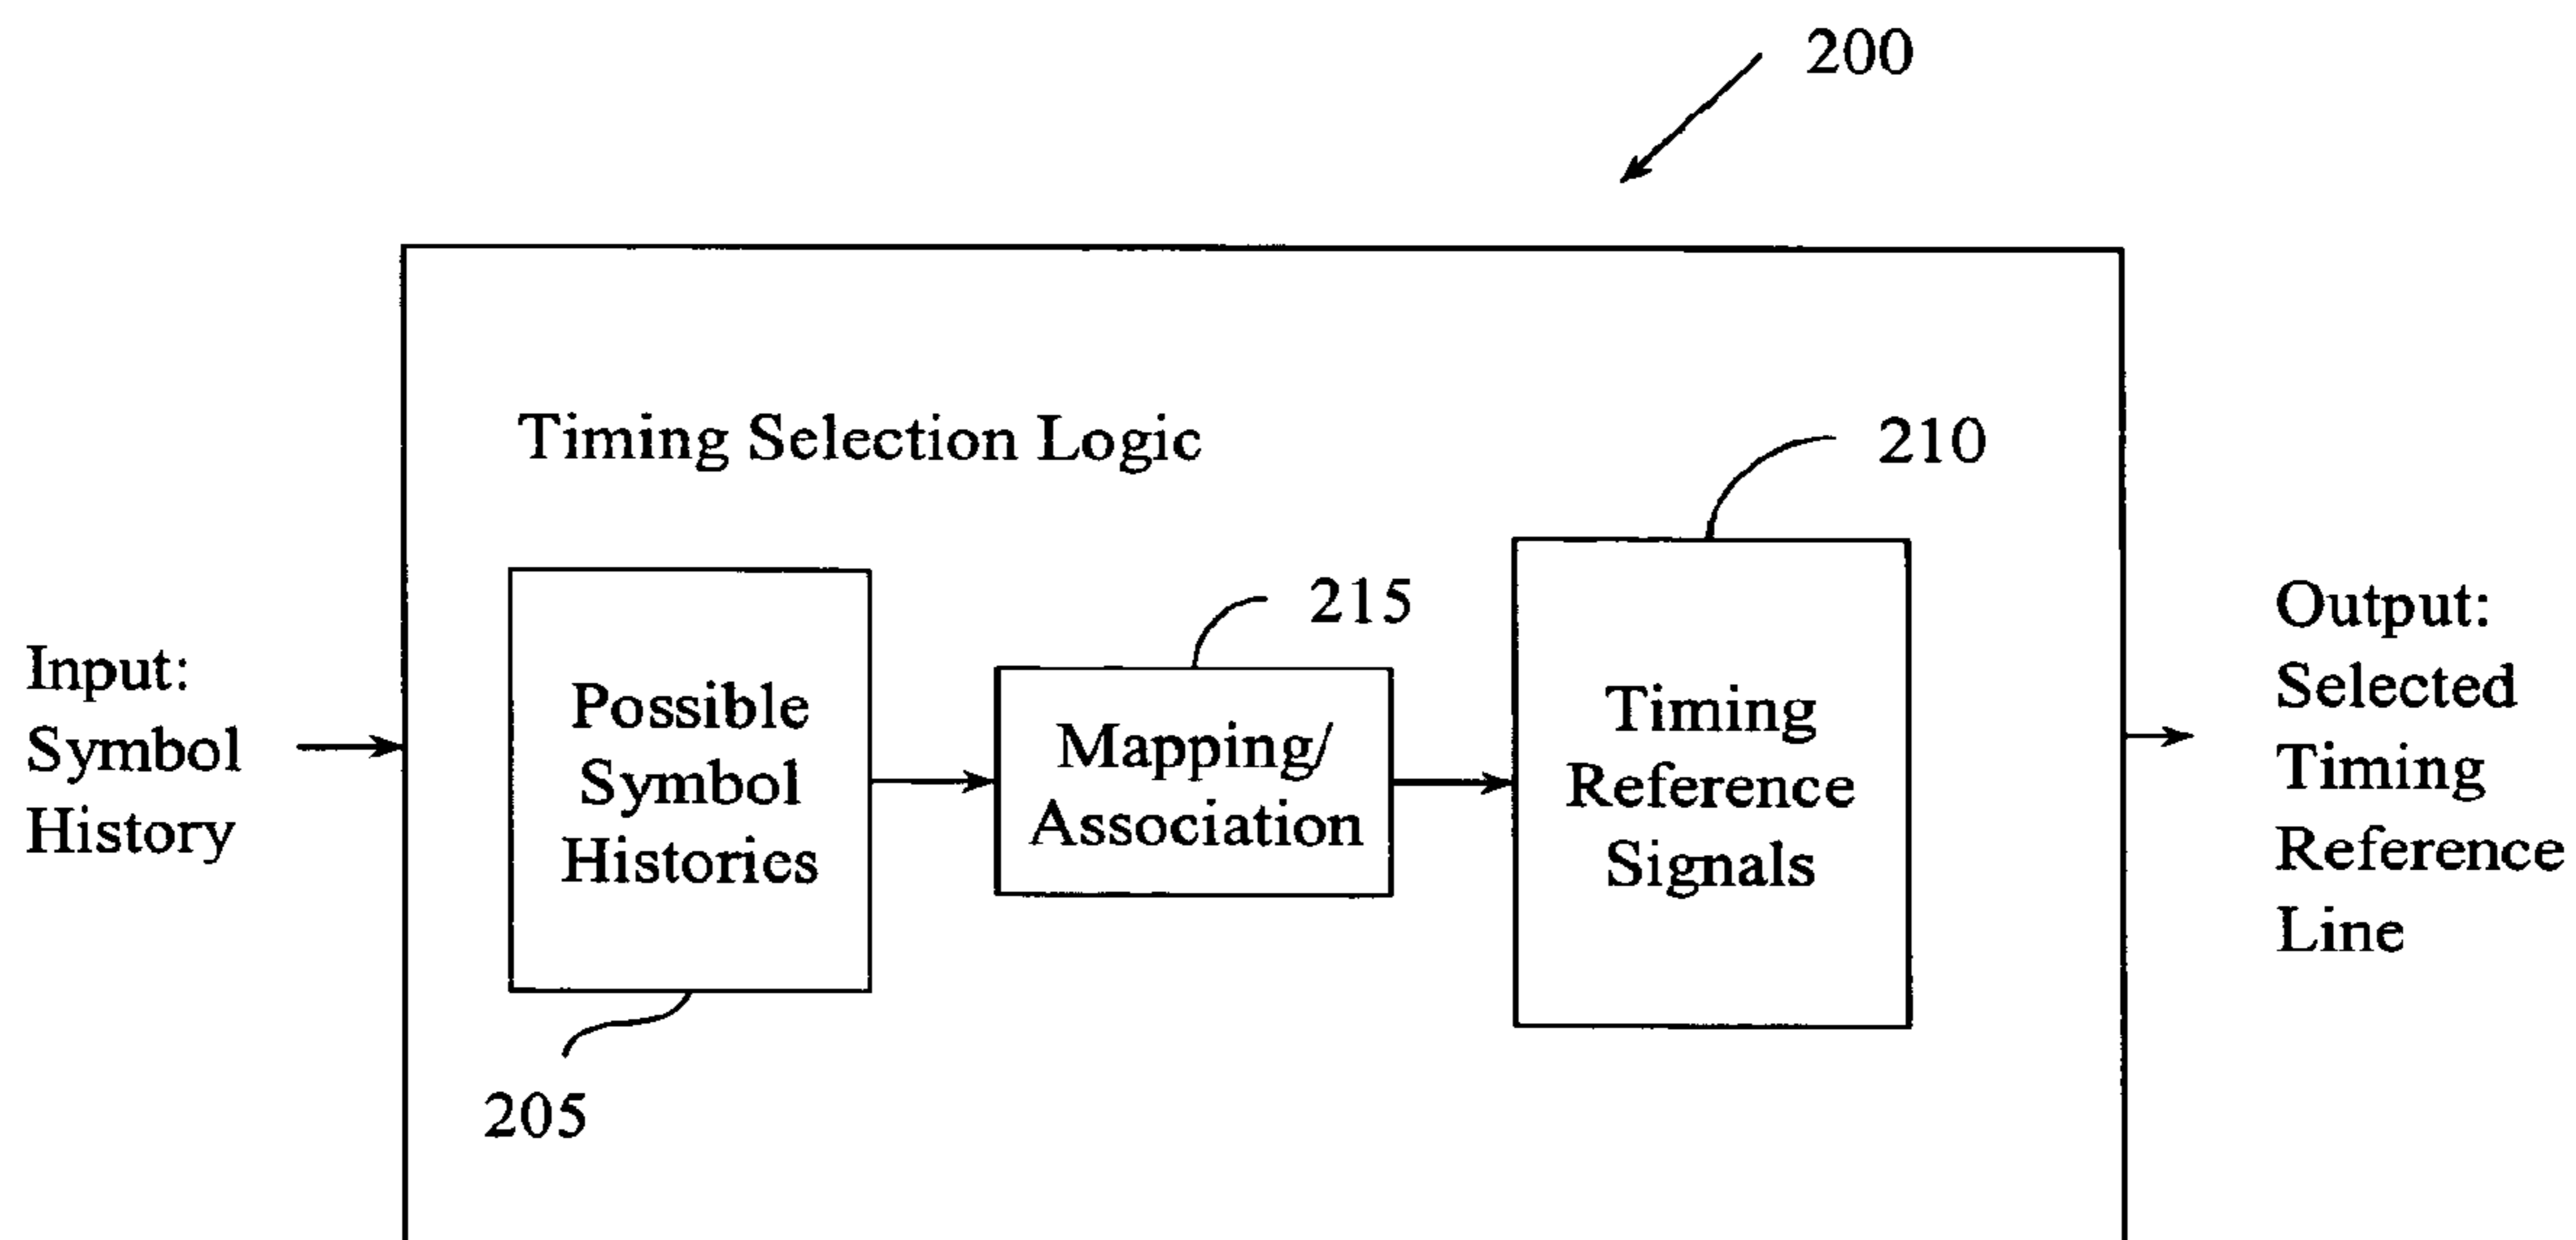 200
Timing Selection Logic
210
215
205
Input:
Symbol
History
Possible
Symbol
Histories
Mapping/
Association
Timing
Reference
Signals
Output:
Selected
Timing
Reference
Line